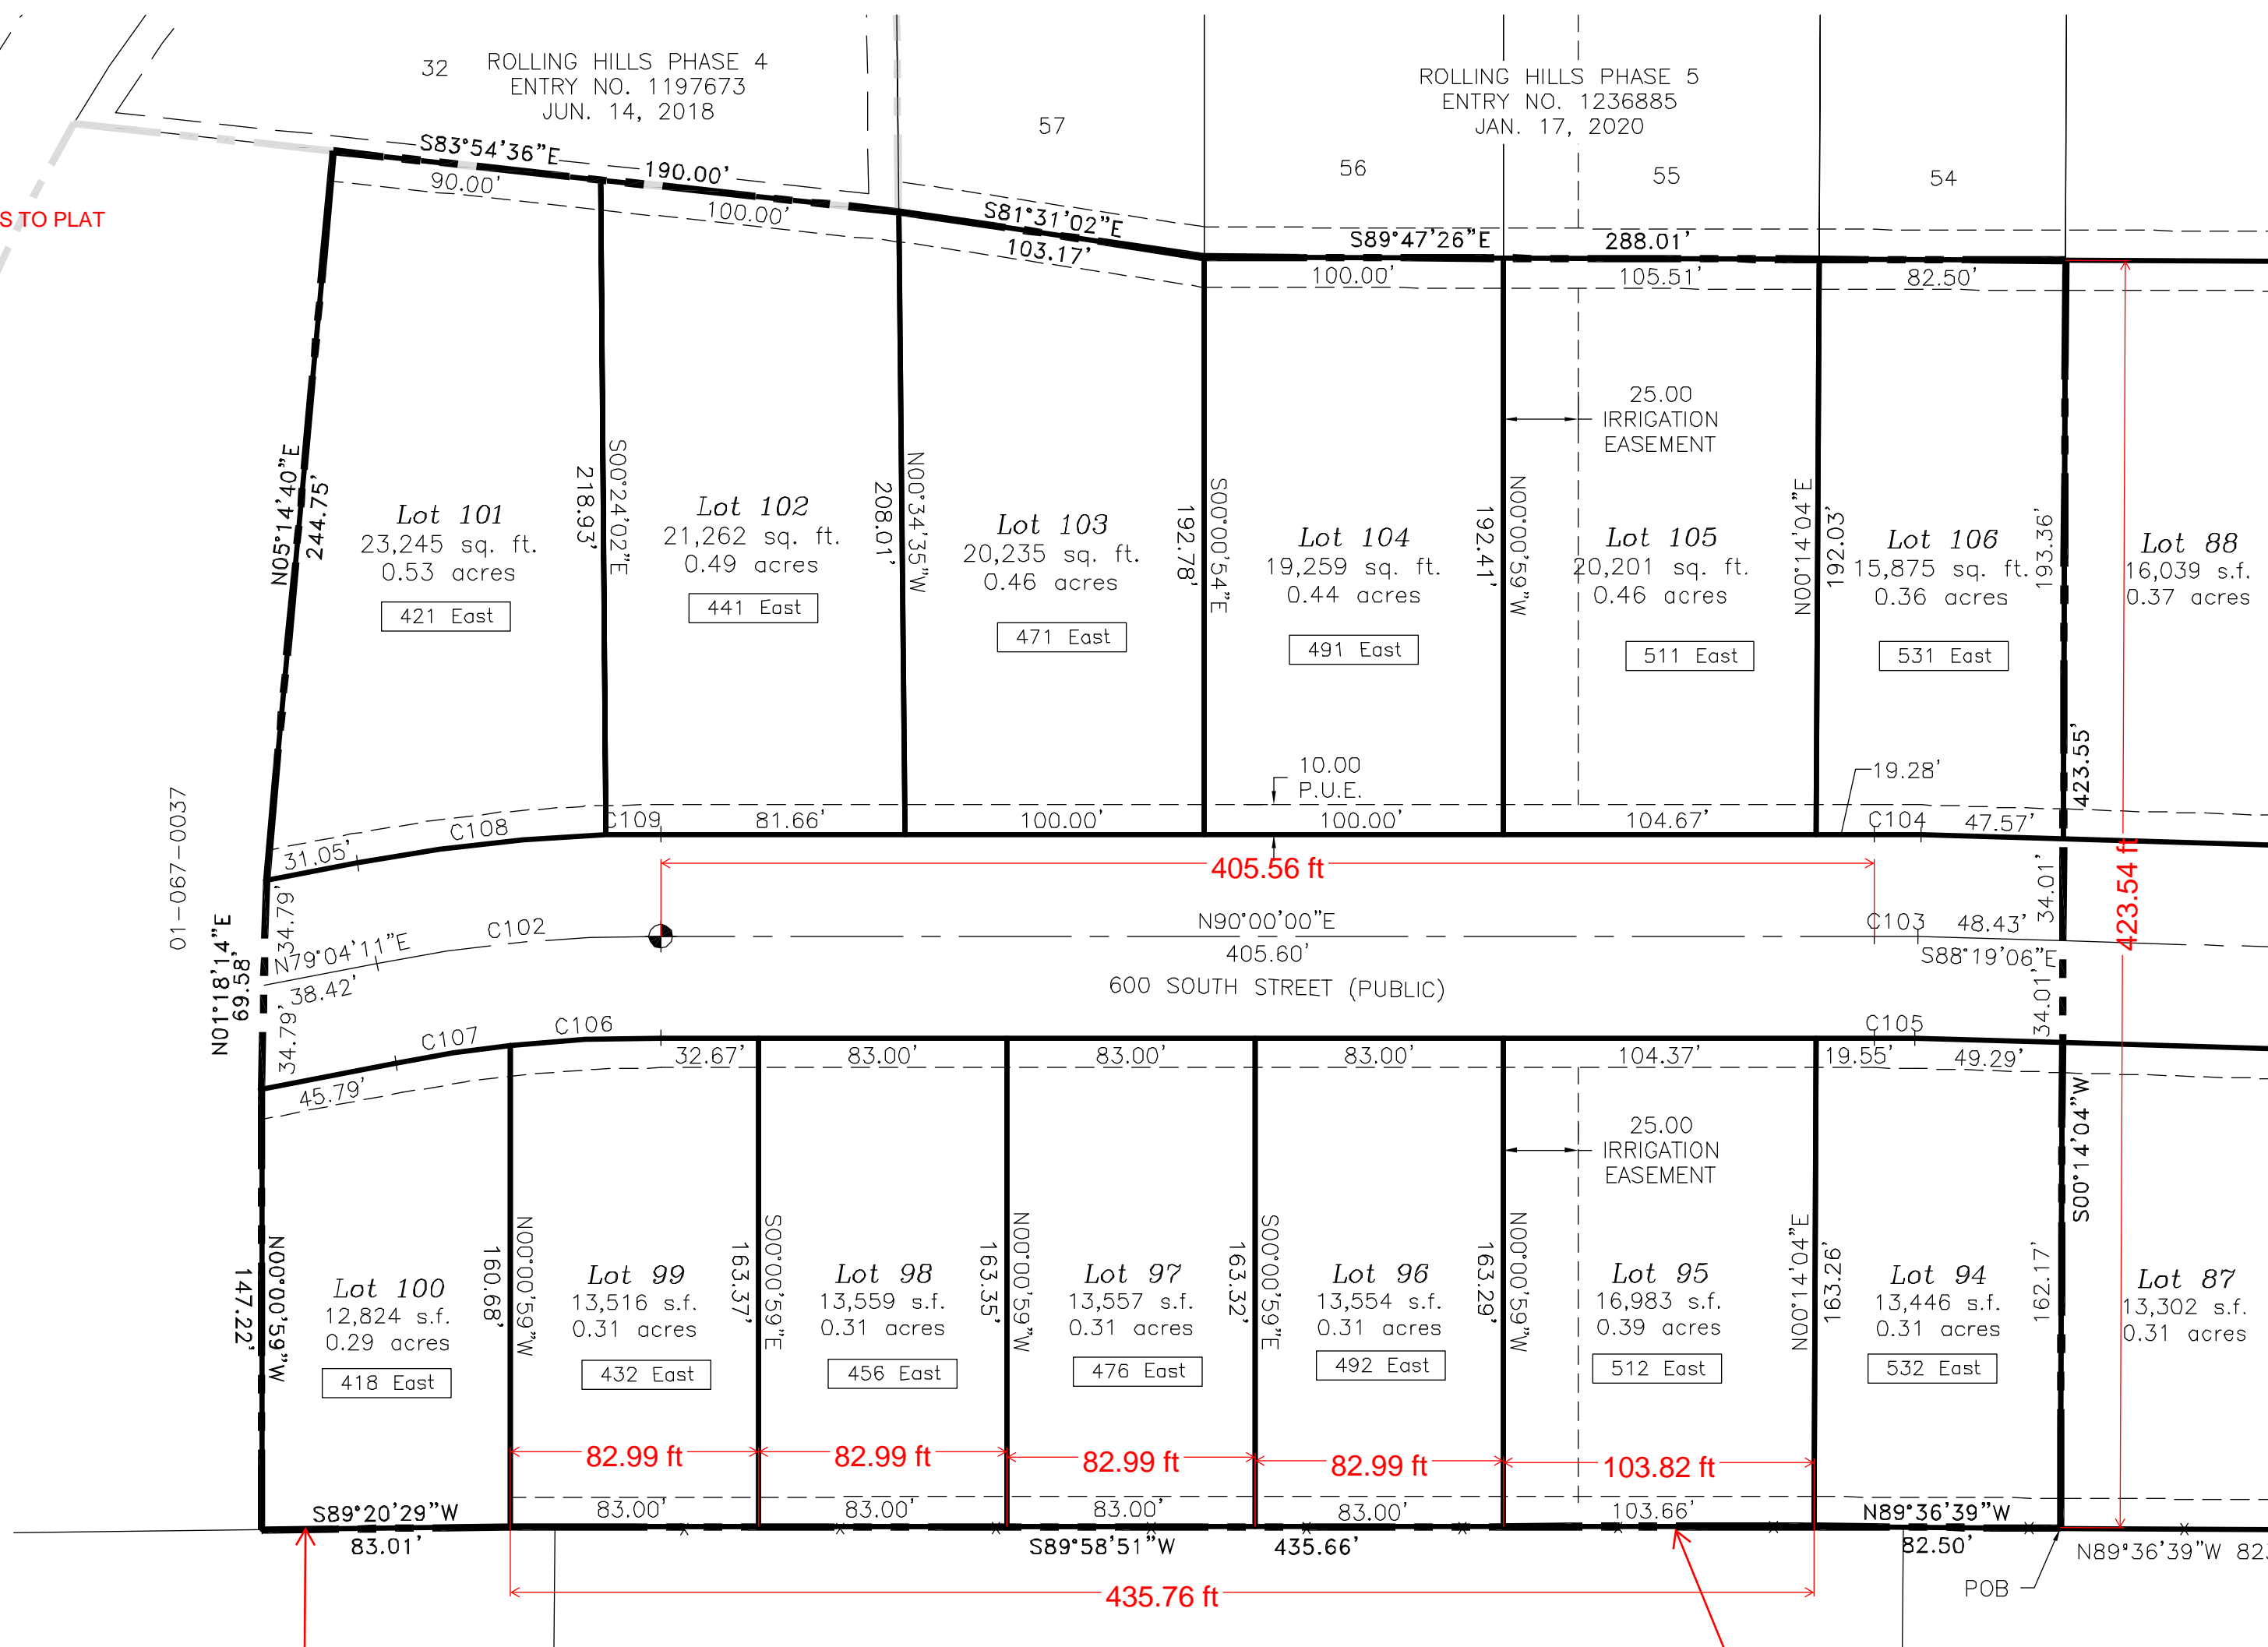 32
ROLLING HILLS PHASE 4
ENTRY NO. 1197673
JUN. 14, 2018
57
ROLLING HILLS PHASE 5
ENTRY NO. 1236885
JAN. 17, 2020
56
55
54
S TO PLAT
S83°54'36"E
190.00'
90.00'
100.00'
S81°31'02"E
103.17'
S89°47'26"E
288.01'
100.00'
105.51'
82.50'
N05°14'40"E
244.75'
Lot 101
23,245 sq. ft.
0.53 acres
421 East
218.93'
S00°24'02"E
Lot 102
21,262 sq. ft.
0.49 acres
441 East
208.01'
N00°34'35"W
Lot 103
20,235 sq. ft.
0.46 acres
471 East
192.78'
S00°00'54"E
Lot 104
19,259 sq. ft.
0.44 acres
491 East
192.41'
N00°00'59"W
25.00
IRRIGATION
EASEMENT
Lot 105
20,201 sq. ft.
0.46 acres
511 East
N00°14'04"E
192.03'
Lot 106
15,875 sq. ft.
0.36 acres
531 East
193.36'
Lot 88
16,039 s.f.
0.37 acres
423.55'
10.00
P.U.E.
19.28'
01-067-0037
31.05'
C108
C109
81.66'
100.00'
100.00'
104.67'
C104
47.57'
405.56 ft
423.54 ft
N01°18'14"E
69.58'
34.79'
34.79'
N79°04'11"E
38.42'
C102
N90°00'00"E
405.60'
600 SOUTH STREET (PUBLIC)
C103
48.43'
S88°19'06"E
34.01'
34.01'
45.79'
C107
C106
32.67'
83.00'
83.00'
83.00'
104.37'
19.55'
C105
49.29'
S00°14'04"W
25.00
IRRIGATION
EASEMENT
147.22'
N00°00'59"W
Lot 100
12,824 s.f.
0.29 acres
418 East
160.68'
N00°00'59"W
Lot 99
13,516 s.f.
0.31 acres
432 East
163.37'
S00°00'59"E
Lot 98
13,559 s.f.
0.31 acres
456 East
163.35'
N00°00'59"W
Lot 97
13,557 s.f.
0.31 acres
476 East
163.32'
S00°00'59"E
Lot 96
13,554 s.f.
0.31 acres
492 East
163.29'
N00°00'59"W
Lot 95
16,983 s.f.
0.39 acres
512 East
N00°14'04"E
163.26'
Lot 94
13,446 s.f.
0.31 acres
532 East
162.17'
Lot 87
13,302 s.f.
0.31 acres
82.99 ft
82.99 ft
82.99 ft
82.99 ft
103.82 ft
S89°20'29"W
83.01'
83.00'
83.00'
83.00'
83.00'
103.66'
N89°36'39"W
82.50'
S89°58'51"W
435.66'
N89°36'39"W 82
435.76 ft
POB